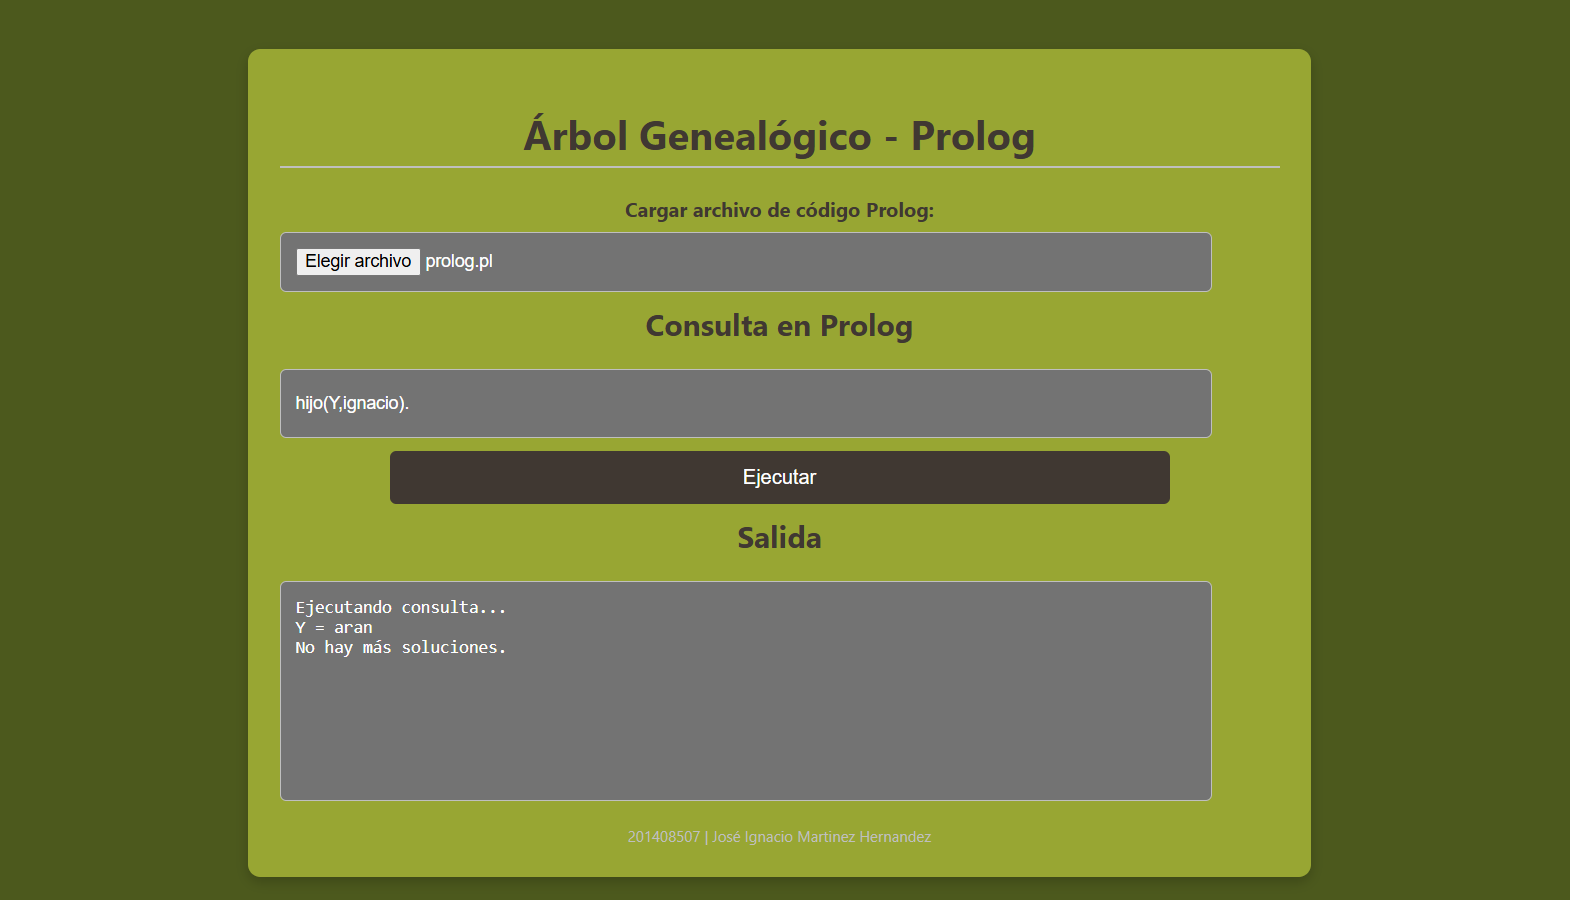 Árbol Genealógico - Prolog
Cargar archivo de código Prolog:
Elegir archivo prolog.pl
Consulta en Prolog
hijo(Y,ignacio).
Ejecutar
Salida
Ejecutando consulta...
Y = aran
No hay más soluciones.
201408507 | José Ignacio Martinez Hernandez